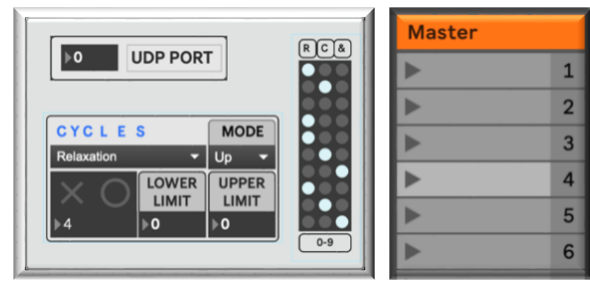 0
UDP PORT
CYCLES
MODE
Relaxation
Up
LOWER LIMIT
UPPER LIMIT
4
0
0
R C &
0-9
Master
1
2
3
4
5
6